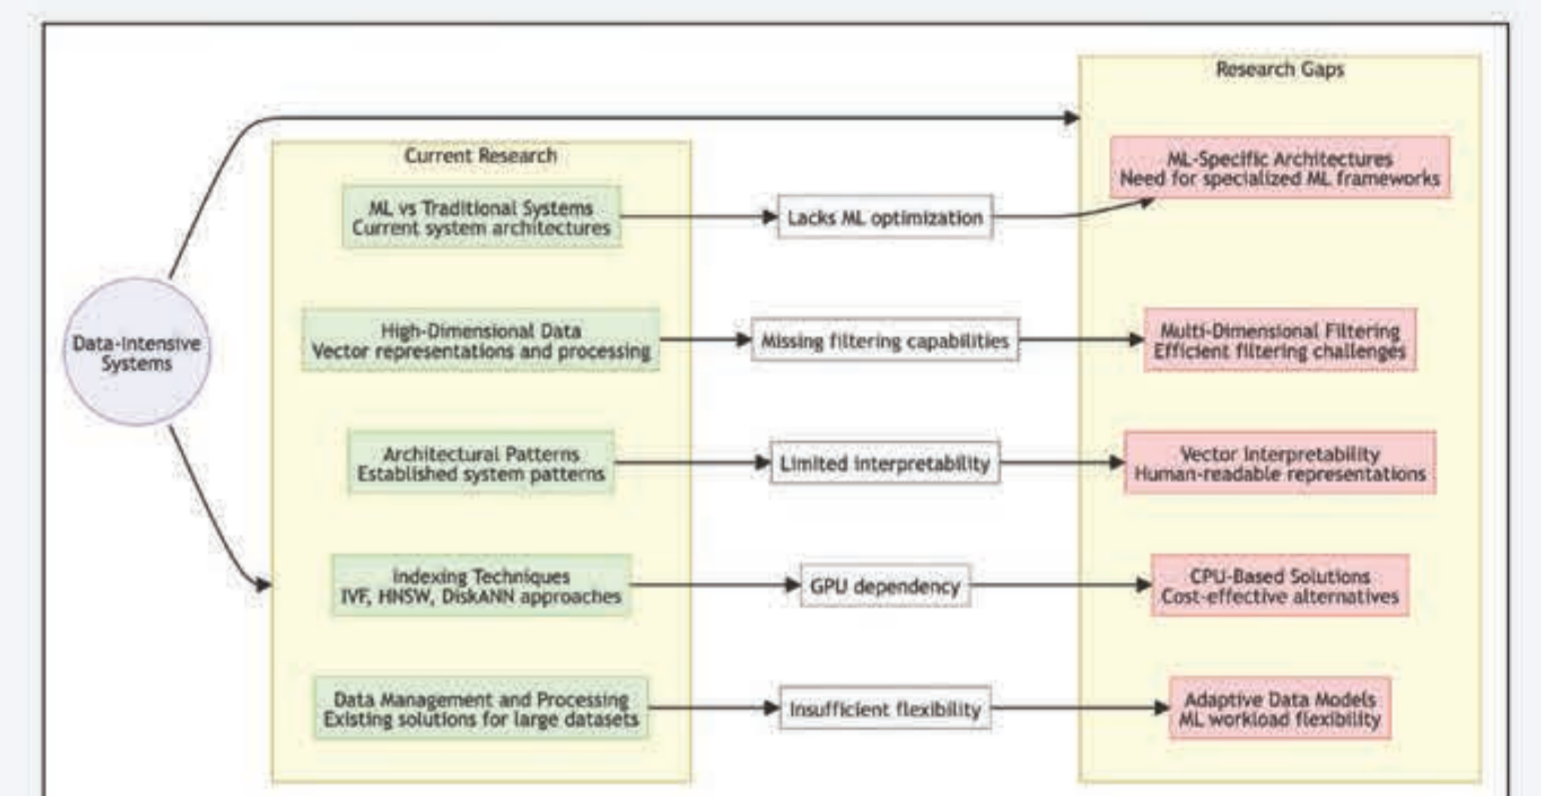 Research Gaps
Current Research
ML-Specific Architectures
Need for specialized ML frameworks
ML vs Traditional Systems
Current system architectures
Lacks ML optimization
Data-Intensive
Systems
High-Dimensional Data
Vector representations and processing
Missing filtering capabilities
Multi-Dimensional Filtering
Efficient filtering challenges
Architectural Patterns
Established system patterns
Limited Interpretability
Vector Interpretability
Human-readable representations
Indexing Techniques
IVF, HNSW, DiskANN approaches
GPU dependency
CPU-Based Solutions
Cost-effective alternatives
Data Management and Processing
Existing solutions for large datasets
Insufficient flexibility
Adaptive Data Models
ML workload flexibility